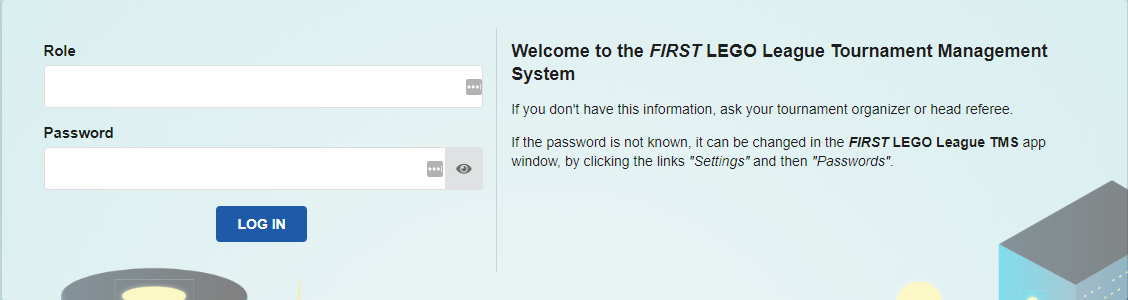 Role
Password
LOG IN
Welcome to the FIRST LEGO League Tournament Management
System
If you don't have this information, ask your tournament organizer or head referee.
If the password is not known, it can be changed in the FIRST LEGO League TMS app
window, by clicking the links "Settings" and then "Passwords".